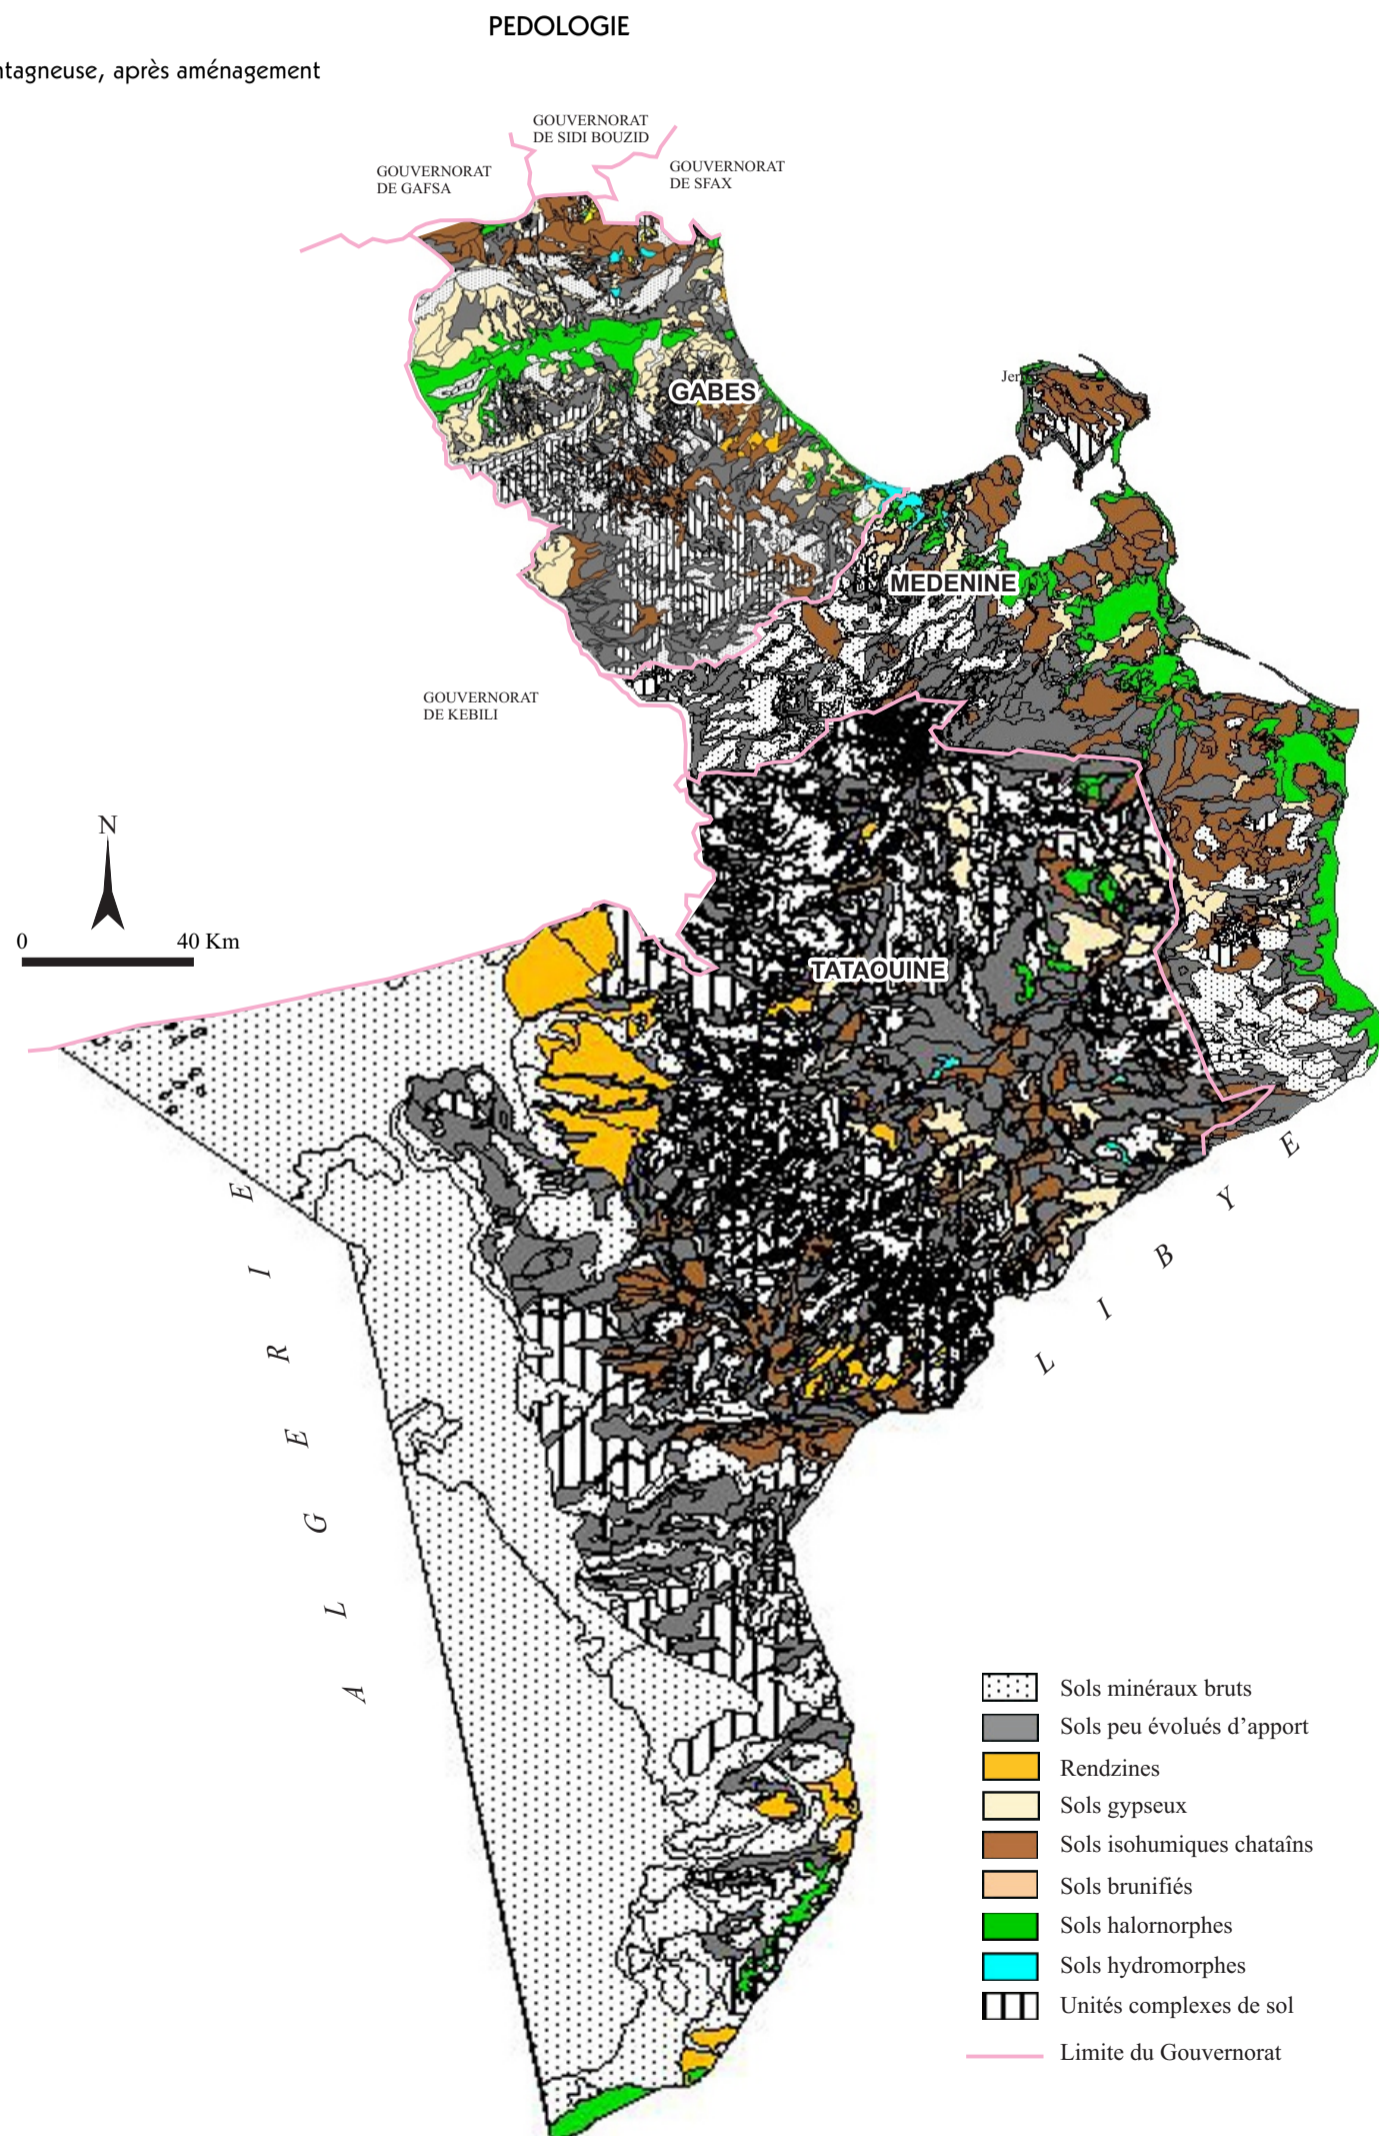 PEDOLOGIE
ntagneuse, après aménagement
GOUVERNORAT
DE SIDI BOUZID
GOUVERNORAT
DE GAFSA
GOUVERNORAT
DE SFAX
GABES
MEDENINE
GOUVERNORAT
DE KEBILI
N
0 40 Km
TATAOUINE
ALGERIE
LIBYE
Sols minéraux bruts
Sols peu évolués d’apport
Rendzines
Sols gypseux
Sols isohumiques chataîns
Sols brunifiés
Sols halornorphes
Sols hydromorphes
Unités complexes de sol
Limite du Gouvernorat